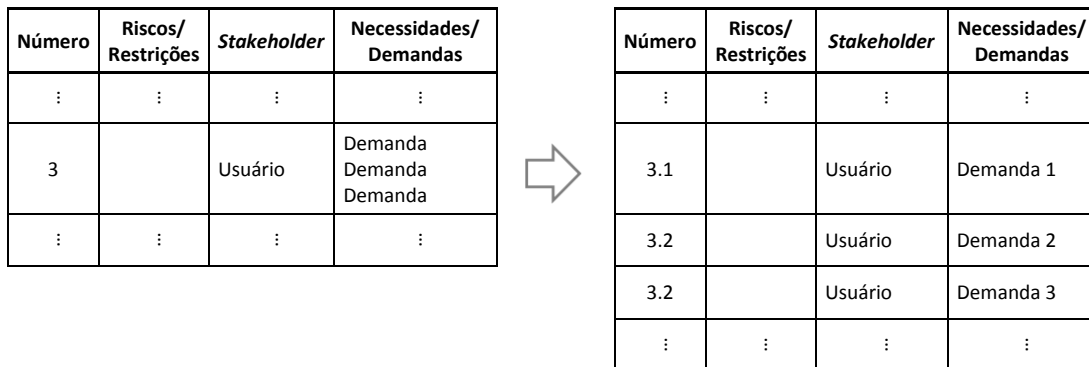 Número Riscos/ Restrições Stakeholder Necessidades/ Demandas
⋮ ⋮ ⋮ ⋮
3 Usuário Demanda
Demanda
Demanda
⋮ ⋮ ⋮ ⋮
Número Riscos/ Restrições Stakeholder Necessidades/ Demandas
⋮ ⋮ ⋮ ⋮
3.1 Usuário Demanda 1
3.2 Usuário Demanda 2
3.2 Usuário Demanda 3
⋮ ⋮ ⋮ ⋮